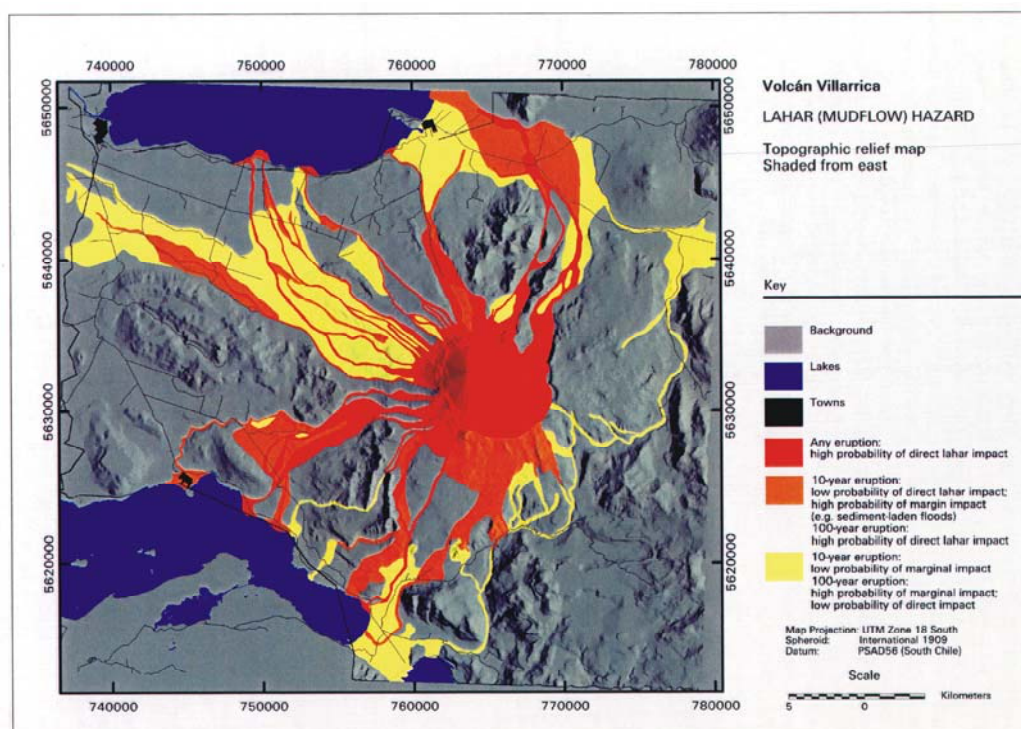 740000 750000 760000 770000 780000
5650000
5640000
5630000
5620000
5650000
5640000
5630000
5620000
740000 750000 760000 770000 780000
Volcán Villarrica
LAHAR (MUDFLOW) HAZARD
Topographic relief map
Shaded from east
Key
Background
Lakes
Towns
Any eruption:
high probability of direct lahar impact
10-year eruption:
low probability of direct lahar impact;
high probability of margin impact
(e.g. sediment-laden floods)
100-year eruption:
high probability of direct lahar impact
10-year eruption:
low probability of marginal impact
100-year eruption:
high probability of marginal impact;
low probability of direct impact
Map Projection: UTM Zone 18 South
Spheroid: International 1909
Datum: PSAD56 (South Chile)
Scale
Kilometers
5 0